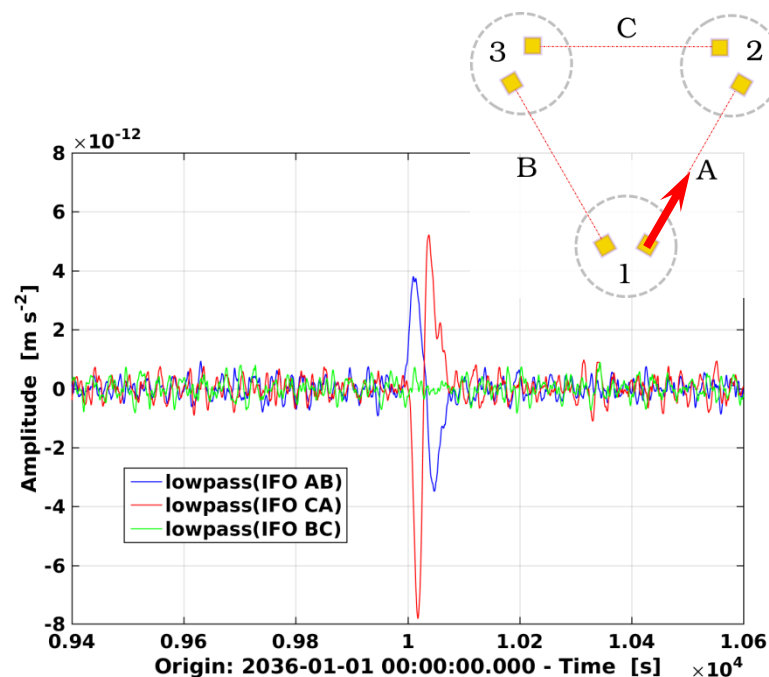 C
3
2
B
A
1
×10⁻¹²
8
6
4
2
0
-2
-4
-6
-8
Amplitude [m s⁻²]
lowpass(IFO AB)
lowpass(IFO CA)
lowpass(IFO BC)
0.94 0.96 0.98 1 1.02 1.04 1.06
Origin: 2036-01-01 00:00:00.000 - Time [s] ×10⁴